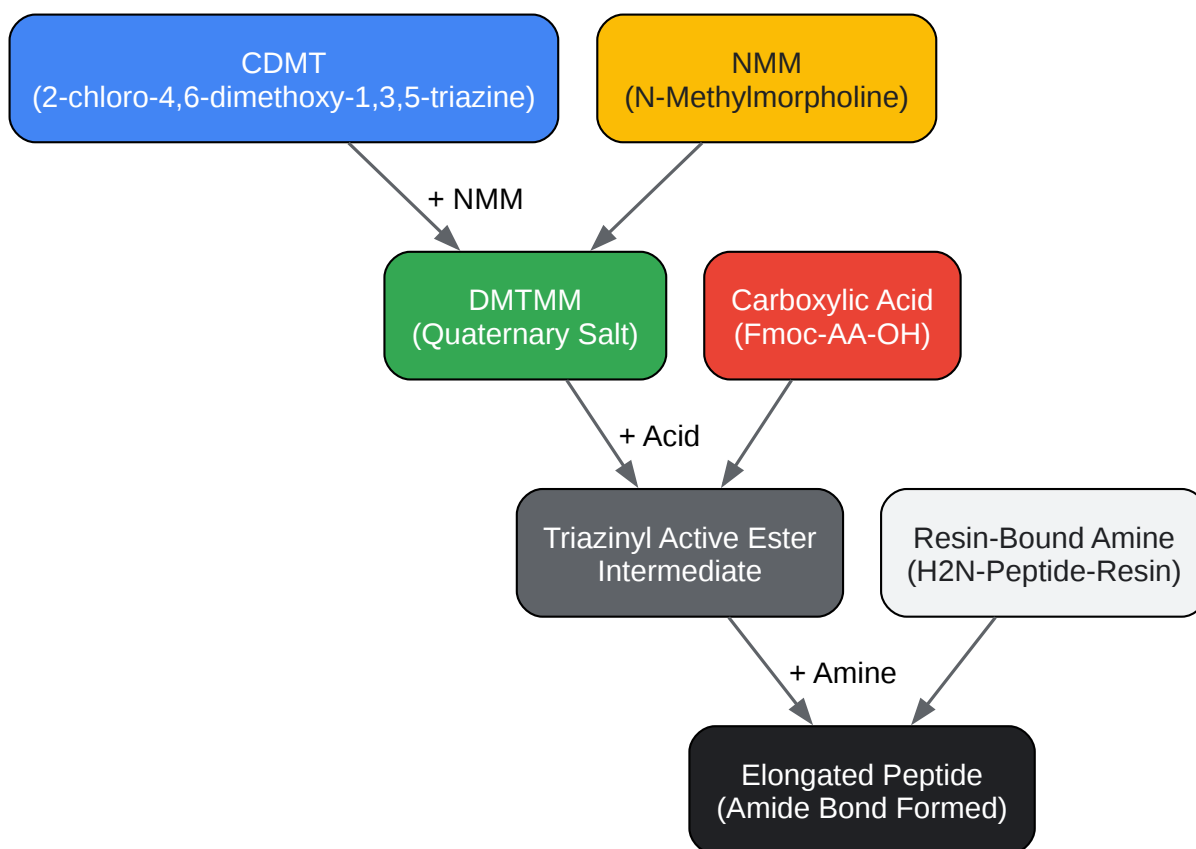 CDMT
(2-chloro-4,6-dimethoxy-1,3,5-triazine)
NMM
(N-Methylmorpholine)
+ NMM
DMTMM
(Quaternary Salt)
Carboxylic Acid
(Fmoc-AA-OH)
+ Acid
Triazinyl Active Ester
Intermediate
Resin-Bound Amine
(H2N-Peptide-Resin)
+ Amine
Elongated Peptide
(Amide Bond Formed)